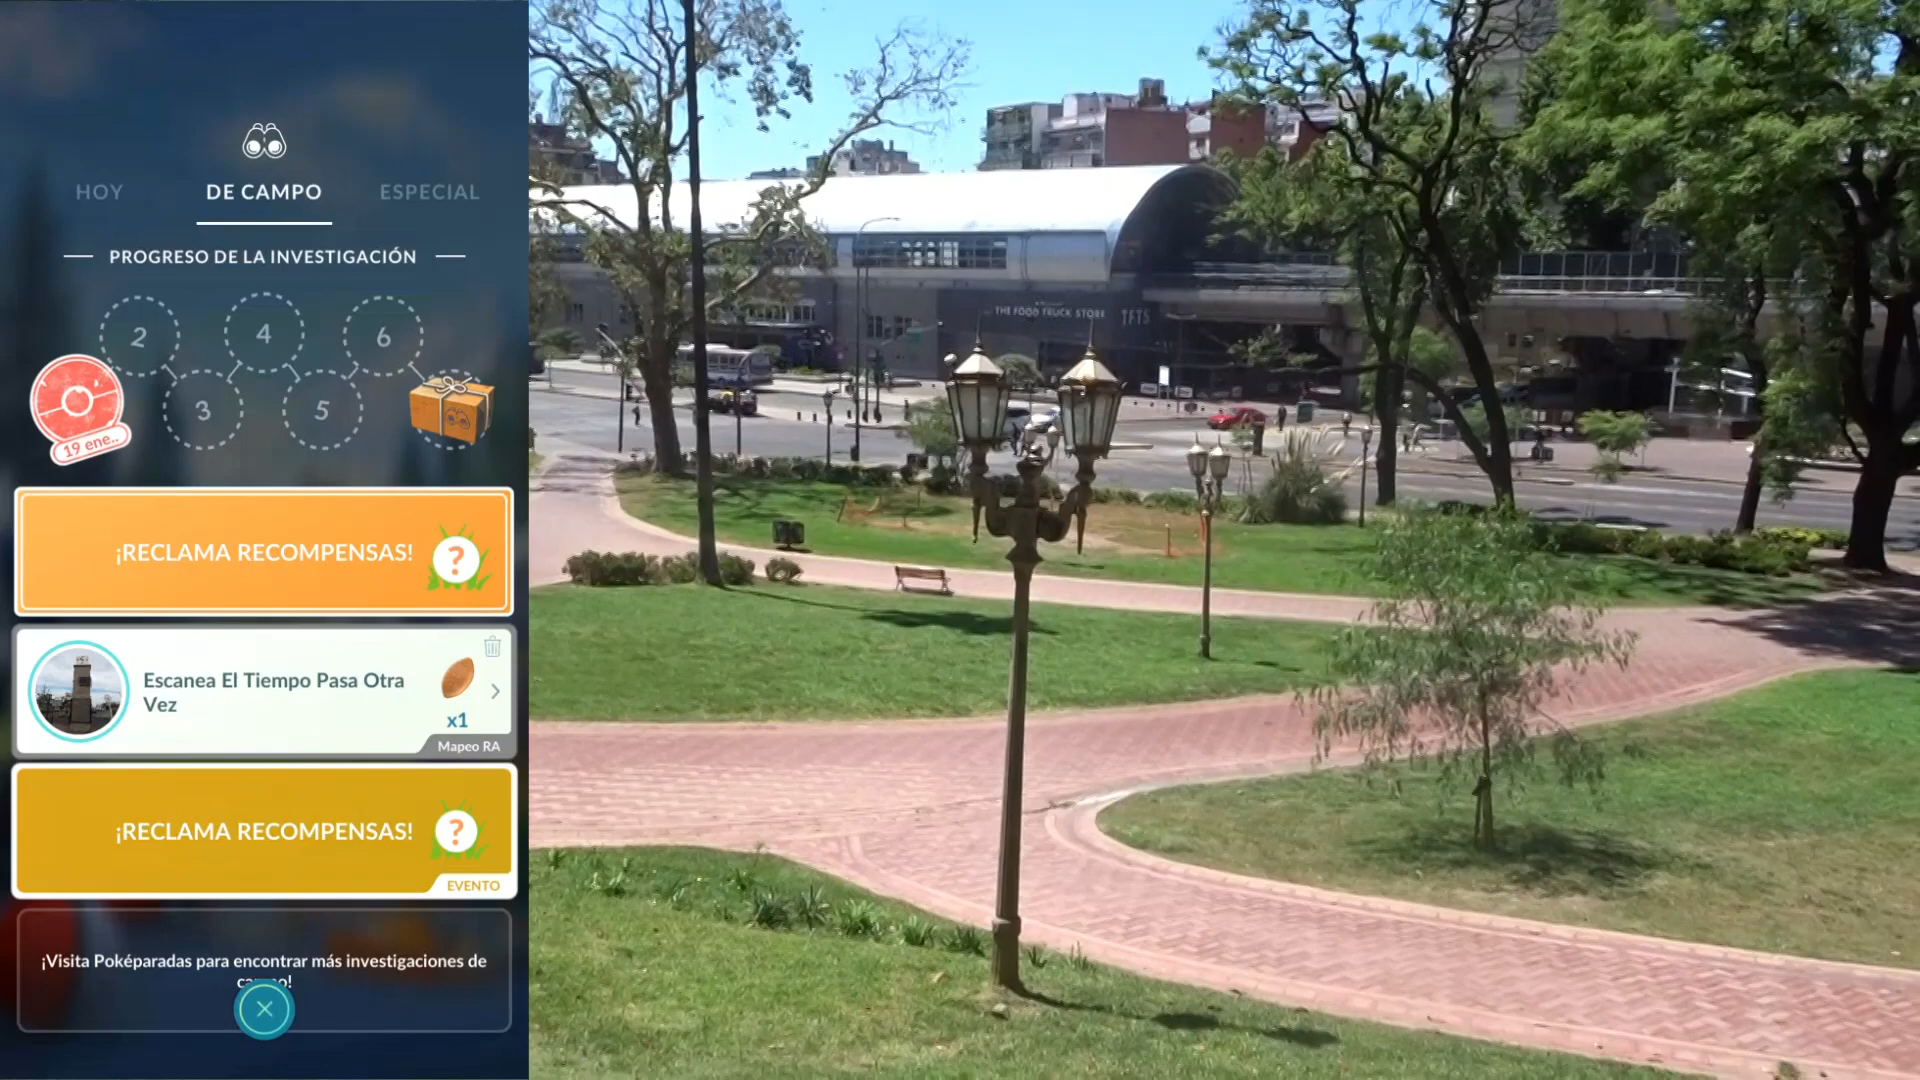 HOY
DE CAMPO
ESPECIAL
PROGRESO DE LA INVESTIGACIÓN
2
4
6
3
5
19 ene..
¡RECLAMA RECOMPENSAS!
?
Escanea El Tiempo Pasa Otra
Vez
x1
Mapeo RA
¡RECLAMA RECOMPENSAS!
?
EVENTO
¡Visita Poképaradas para encontrar más investigaciones de
THE FOOD TRUCK STORE
TFTS